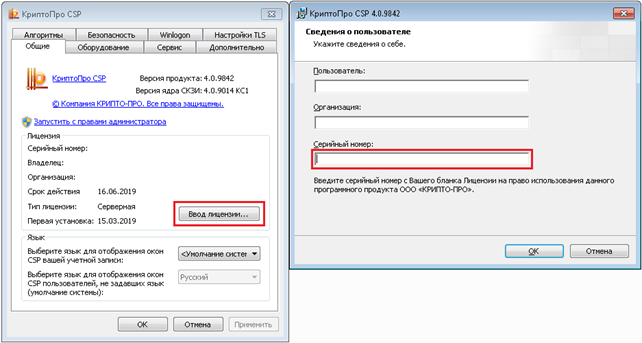 КриптоПро CSP
Алгоритмы Безопасность Winlogon Настройки TLS
Общие Оборудование Сервис Дополнительно
КриптоПро CSP Версия продукта: 4.0.9842
Версия ядра СКЗИ: 4.0.9014 КС1
© Компания КРИПТО-ПРО. Все права защищены.
Запустить с правами администратора
Лицензия
Серийный номер:
Владелец:
Организация:
Срок действия 16.06.2019
Тип лицензии: Серверная
Первая установка: 15.03.2019
Ввод лицензии...
Язык
Выберите язык для отображения окон
CSP вашей учетной записи:
<Умолчание систем
Выберите язык для отображения окон
CSP пользователей, не задавших язык
(умолчание системы):
Русский
ОК Отмена Применить
КриптоПро CSP 4.0.9842
Сведения о пользователе
Укажите сведения о себе.
Пользователь:
Организация:
Серийный номер:
Введите серийный номер с Вашего бланка Лицензии на право использования данного
программного продукта ООО «КРИПТО-ПРО».
ОК Отмена